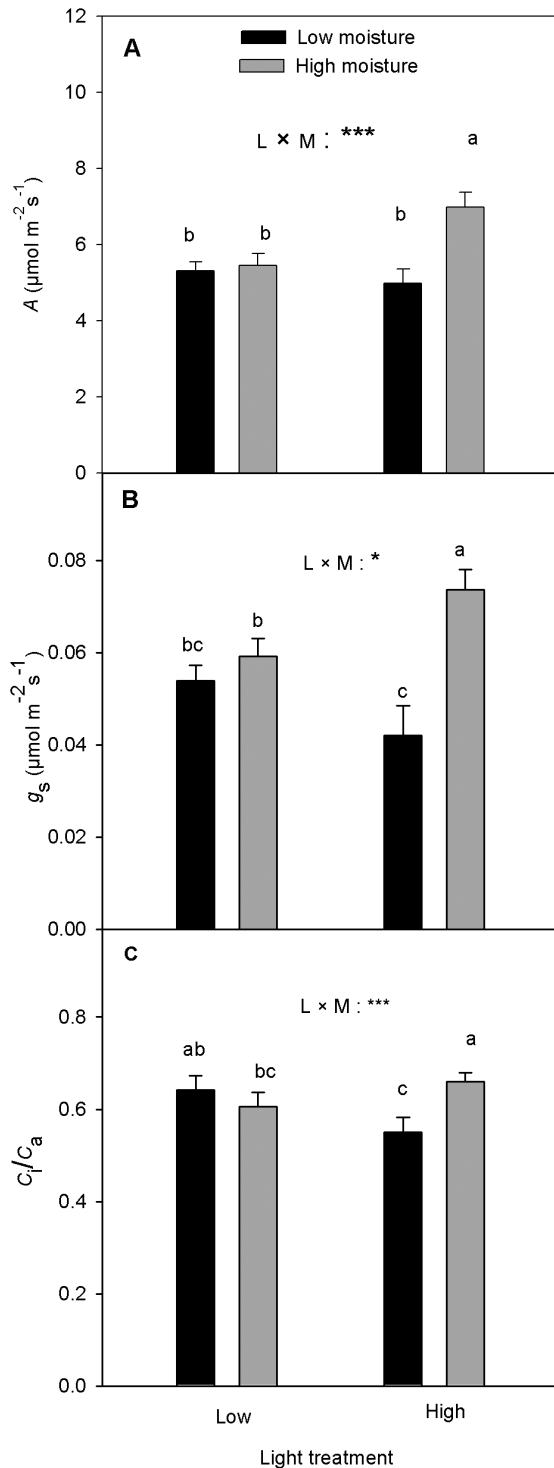 A
Low moisture
High moisture
L × M : ***
12
10
8
6
4
2
0
A (µmol m⁻² s⁻¹)
b
b
b
a
B
L × M : *
0.08
0.06
0.04
0.02
0.00
gs (µmol m⁻² s⁻¹)
bc
b
c
a
C
L × M : ***
0.8
0.6
0.4
0.2
0.0
Ci/Ca
ab
bc
c
a
Low
High
Light treatment